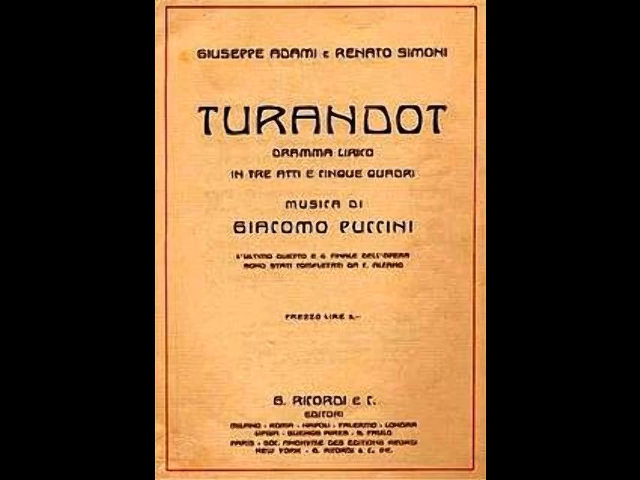 GIUSEPPE ADAMI E RENATO SIMONI
TURANDOT
DRAMMA LIRICO
IN TRE ATTI E CINQUE QUADRI
MUSICA DI
GIACOMO PUCCINI
L'ULTIMO DUETTO E IL FINALE DELL'OPERA
SONO STATI COMPLETATI DA F. ALFANO
PREZZO LIRE
G. RICORDI E C.
EDITORI
MILANO - ROMA - NAPOLI - PALERMO - LONDRA
LIPSIA - BUENOS AIRES - S. PAULO
PARIS - SOC. ANONYME DES EDITIONS RICORDI
NEW YORK - G. RICORDI & C.